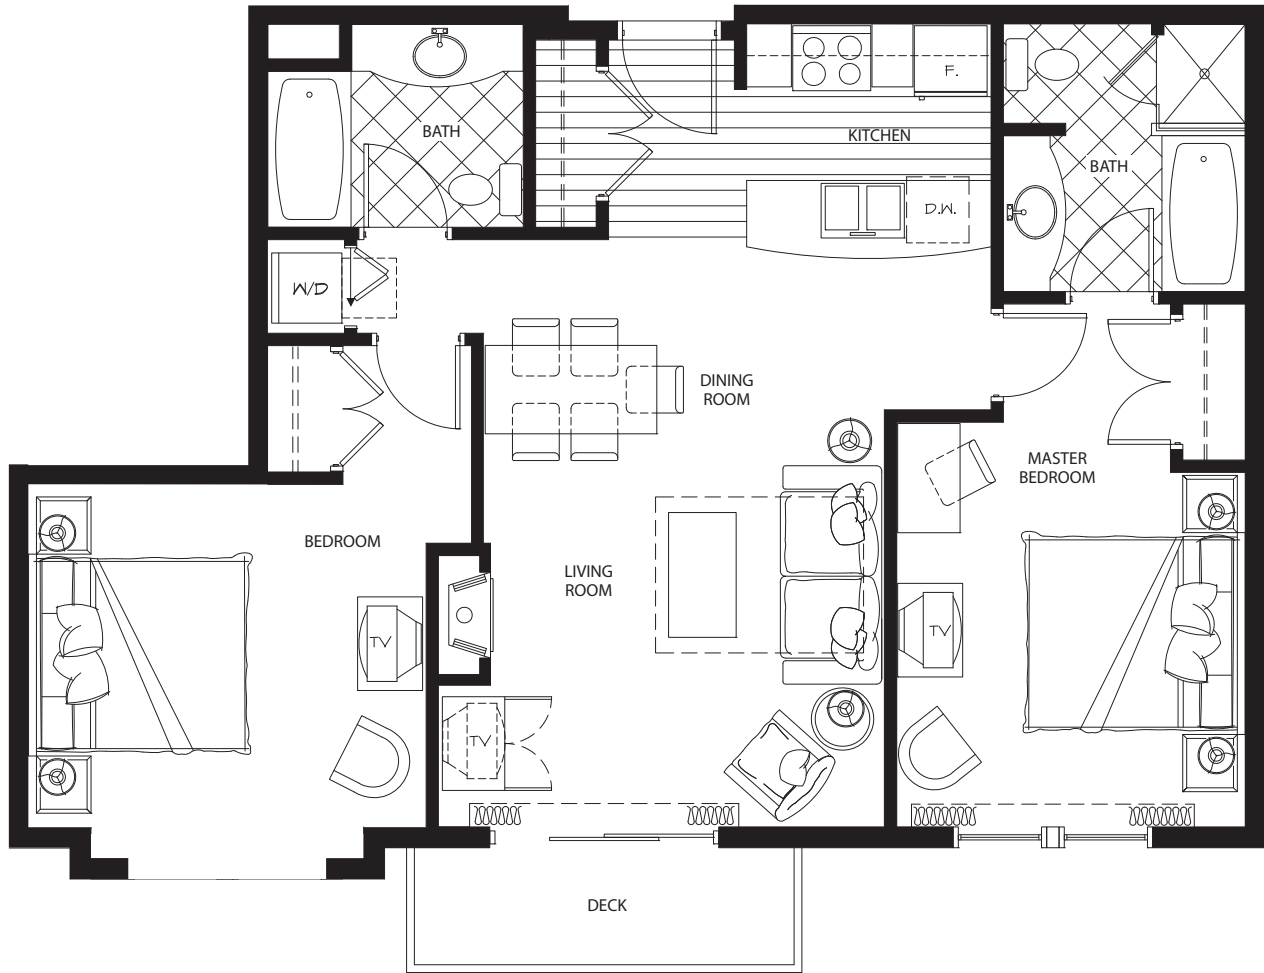 F.
BATH
KITCHEN
BATH
D.W.
W/D
DINING
ROOM
MASTER
BEDROOM
BEDROOM
LIVING
ROOM
TV
TV
TV
DECK